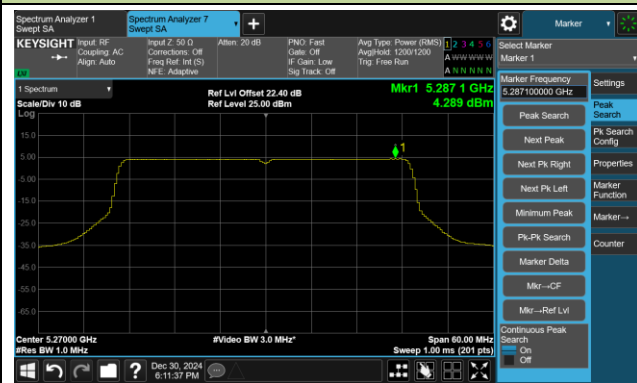 Spectrum Analyzer 1
Swept SA
Spectrum Analyzer 7
Swept SA
Marker
KEYSIGHT
Input: RF
Coupling: AC
Align: Auto
Input Z: 50 Ω
Corrections: Off
Freq Ref: Int (S)
NFE: Adaptive
Atten: 20 dB
PNO: Fast
Gate: Off
IF Gain: Low
Sig Track: Off
Avg Type: Power (RMS)
Avg|Hold: 1200/1200
Trig: Free Run
1 2 3 4 5 6
A W W W W W
A N N N N N
Select Marker
Marker 1
1 Spectrum
Scale/Div 10 dB
Log
Ref Lvl Offset 22.40 dB
Ref Level 25.00 dBm
Mkr1 5.287 1 GHz
4.289 dBm
15.0
5.00
-5.00
-15.0
-25.0
-35.0
-45.0
-55.0
-65.0
1
Center 5.27000 GHz
#Res BW 1.0 MHz
#Video BW 3.0 MHz*
Span 60.00 MHz
Sweep 1.00 ms (201 pts)
Marker Frequency
5.287100000 GHz
Peak Search
Next Peak
Next Pk Right
Next Pk Left
Minimum Peak
Pk-Pk Search
Marker Delta
Mkr→CF
Mkr→Ref Lvl
Continuous Peak
Search
On
Off
Settings
Peak
Search
Pk Search
Config
Properties
Marker
Function
Marker→
Counter
?
Dec 30, 2024
6:11:37 PM